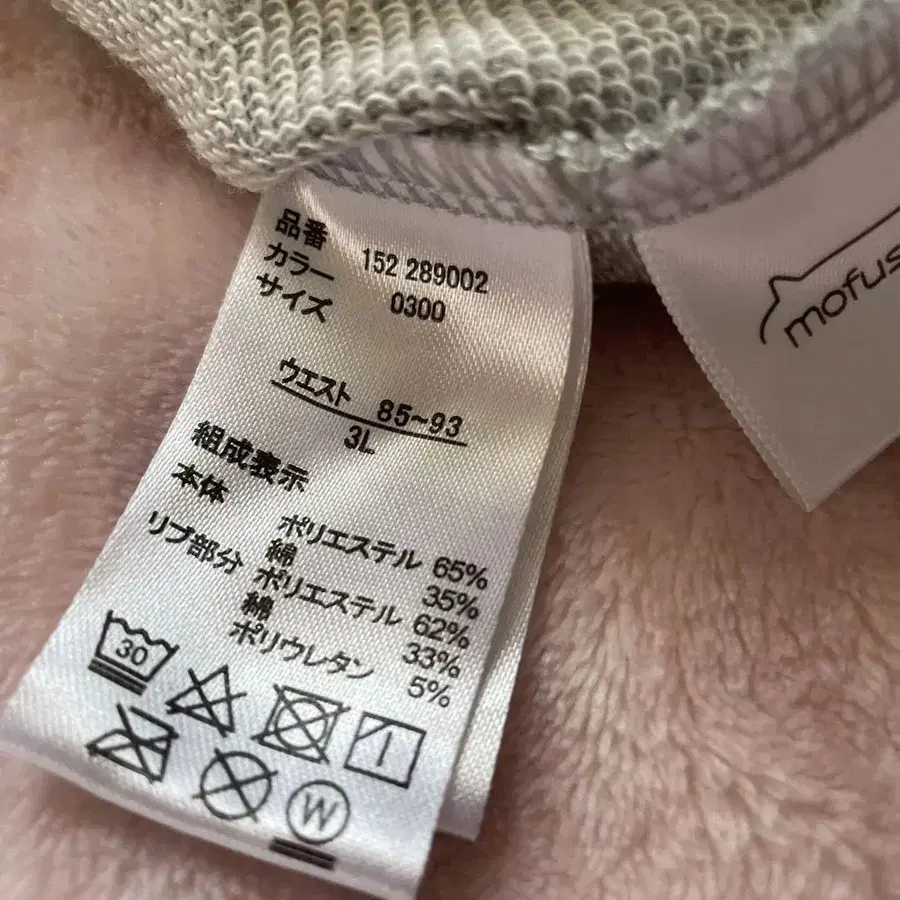 品番 152 289002
カラー 0300
サイズ
ウエスト 85~93
3L
組成表示
本体 ポリエステル 65%
綿 35%
リブ部分 ポリエステル 62%
綿 33%
ポリウレタン 5%
30
W
mofus